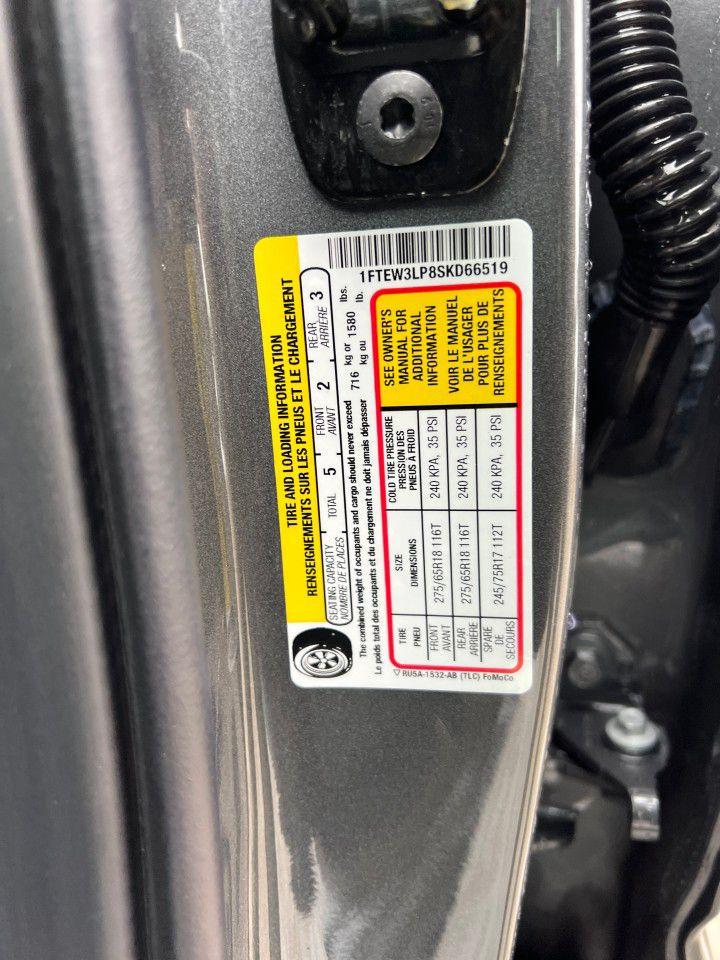 1FTEW3LP8SKD66519
TIRE AND LOADING INFORMATION
RENSEIGNEMENTS SUR LES PNEUS ET LE CHARGEMENT
SEATING CAPACITY
NOMBRE DE PLACES
TOTAL 5
FRONT
AVANT 2
REAR
ARRIÈRE 3
The combined weight of occupants and cargo should never exceed 716 kg or 1580 lbs.
Le poids total des occupants et du chargement ne doit jamais dépasser kg ou lb.
TIRE
PNEU
SIZE
DIMENSIONS
COLD TIRE PRESSURE
PRESSION DES
PNEUS À FROID
FRONT
AVANT
275/65R18 116T
240 KPA, 35 PSI
REAR
ARRIÈRE
275/65R18 116T
240 KPA, 35 PSI
SPARE
DE
SECOURS
245/75R17 112T
240 KPA, 35 PSI
SEE OWNER'S
MANUAL FOR
ADDITIONAL
INFORMATION
VOIR LE MANUEL
DE L'USAGER
POUR PLUS DE
RENSEIGNEMENTS
RU5A-1532-AB (TLC) FoMoCo